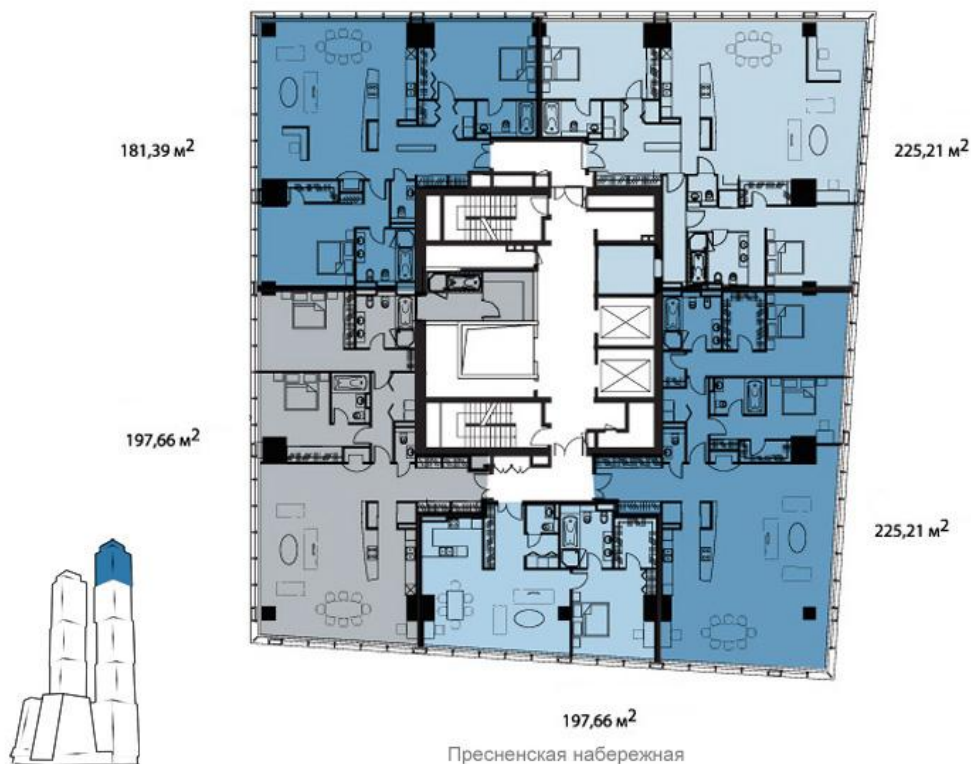 181,39 м²
225,21 м²
197,66 м²
225,21 м²
197,66 м²
Пресненская набережная